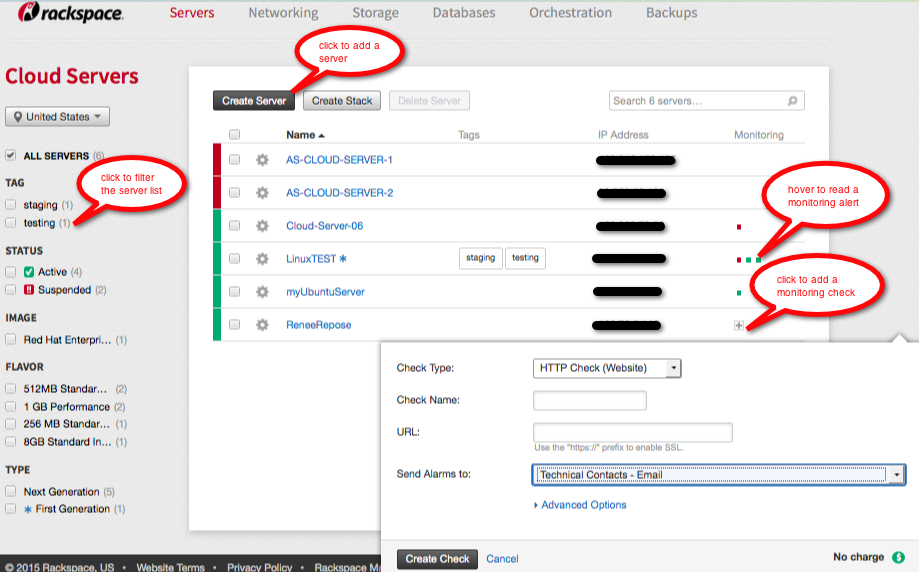 rackspace.
Servers
Networking
Storage
Databases
Orchestration
Backups
click to add a
server
Cloud Servers
United States
ALL SERVERS (6)
TAG
staging (1)
testing (1)
click to filter
the server list
STATUS
Active (4)
Suspended (2)
IMAGE
Red Hat Enterpri... (1)
FLAVOR
512MB Standar... (2)
1 GB Performance (2)
256 MB Standar... (1)
8GB Standard In... (1)
TYPE
Next Generation (5)
* First Generation (1)
Create Server
Create Stack
Delete Server
Search 6 servers...
Name
Tags
IP Address
Monitoring
AS-CLOUD-SERVER-1
AS-CLOUD-SERVER-2
Cloud-Server-06
LinuxTEST * staging testing
myUbuntuServer
ReneeRepose
hover to read a
monitoring alert
click to add a
monitoring check
Check Type: HTTP Check (Website)
Check Name:
URL:
Use the "https://" prefix to enable SSL.
Send Alarms to: Technical Contacts - Email
Advanced Options
Create Check Cancel
No charge $
© 2015 Rackspace, US • Website Terms • Privacy Policy • Rackspace Ma